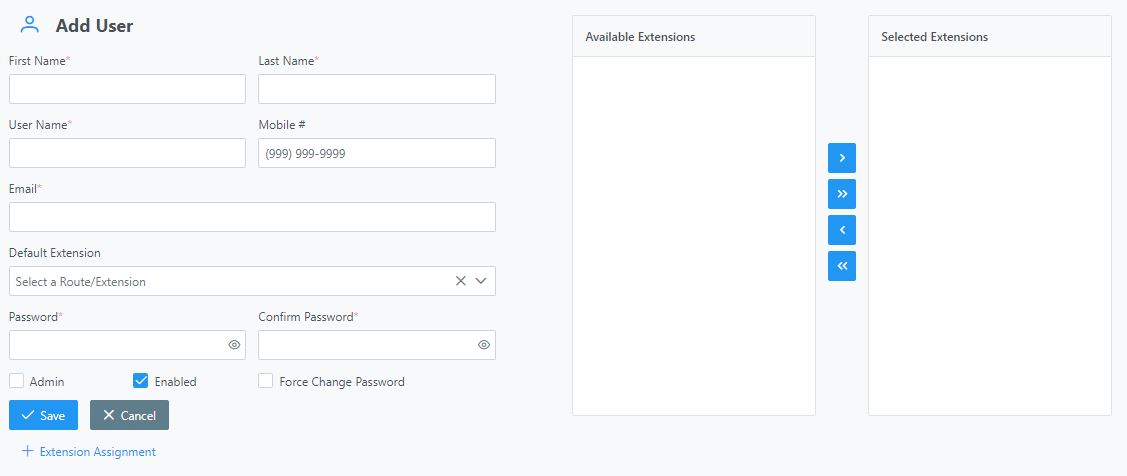 Add User
First Name*
Last Name*
User Name*
Mobile #
(999) 999-9999
Email*
Default Extension
Select a Route/Extension
Password*
Confirm Password*
Admin
Enabled
Force Change Password
Save
Cancel
Extension Assignment
Available Extensions
Selected Extensions